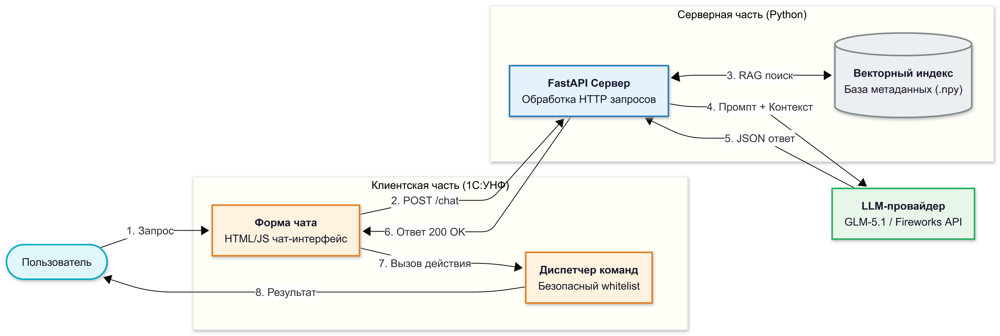 Серверная часть (Python)
FastAPI Сервер
Обработка HTTP запросов
3. RAG поиск
Векторный индекс
База метаданных (.npy)
4. Промпт + Контекст
5. JSON ответ
LLM-провайдер
GLM-5.1 / Fireworks API
Клиентская часть (1С:УНФ)
2. POST /chat
Форма чата
HTML/JS чат-интерфейс
1. Запрос
6. Ответ 200 OK
Пользователь
7. Вызов действия
Диспетчер команд
Безопасный whitelist
8. Результат